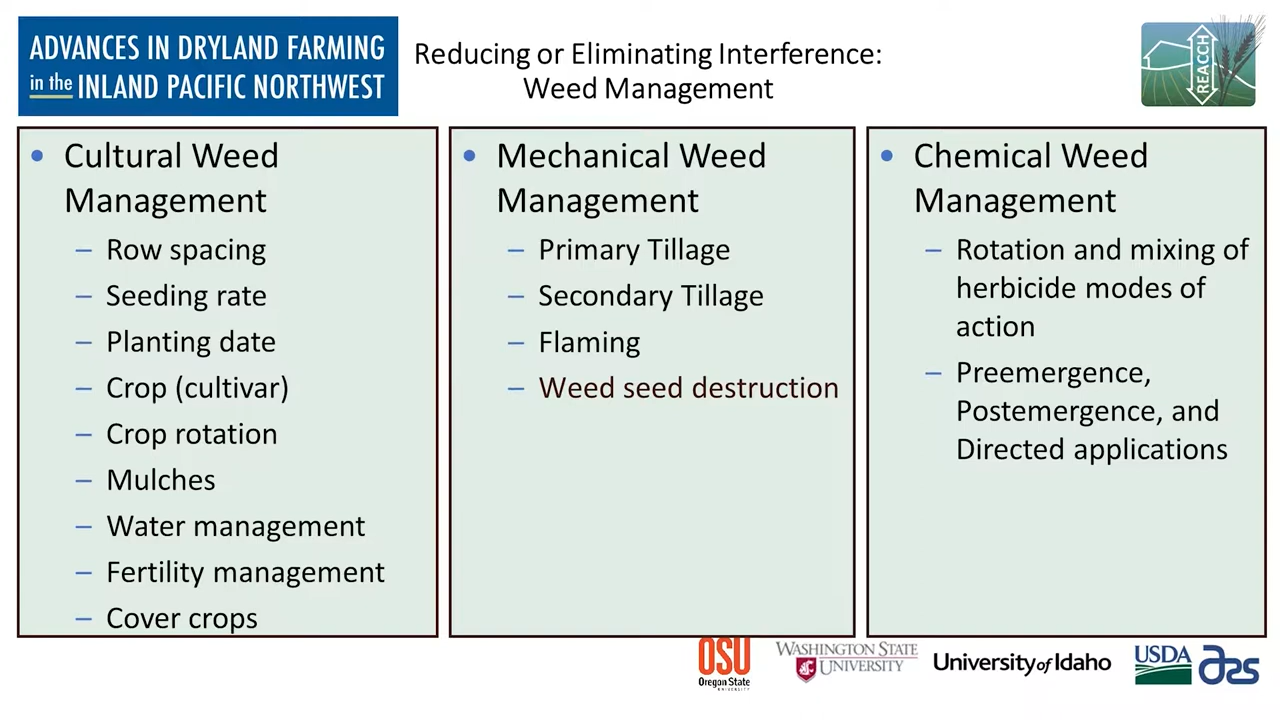 ADVANCES IN DRYLAND FARMING
in the INLAND PACIFIC NORTHWEST
Reducing or Eliminating Interference:
Weed Management
REACCH
• Cultural Weed
Management
– Row spacing
– Seeding rate
– Planting date
– Crop (cultivar)
– Crop rotation
– Mulches
– Water management
– Fertility management
– Cover crops
• Mechanical Weed
Management
– Primary Tillage
– Secondary Tillage
– Flaming
– Weed seed destruction
• Chemical Weed
Management
– Rotation and mixing of
herbicide modes of
action
– Preemergence,
Postemergence, and
Directed applications
OSU
Oregon State
UNIVERSITY
WASHINGTON STATE
UNIVERSITY
University of Idaho
USDA
ars